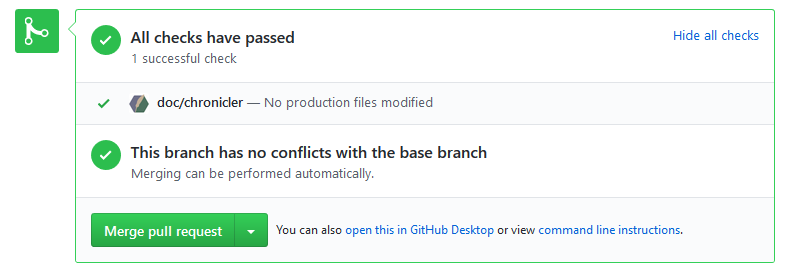 All checks have passed
Hide all checks
1 successful check
doc/chronicler — No production files modified
This branch has no conflicts with the base branch
Merging can be performed automatically.
Merge pull request
You can also open this in GitHub Desktop or view command line instructions.